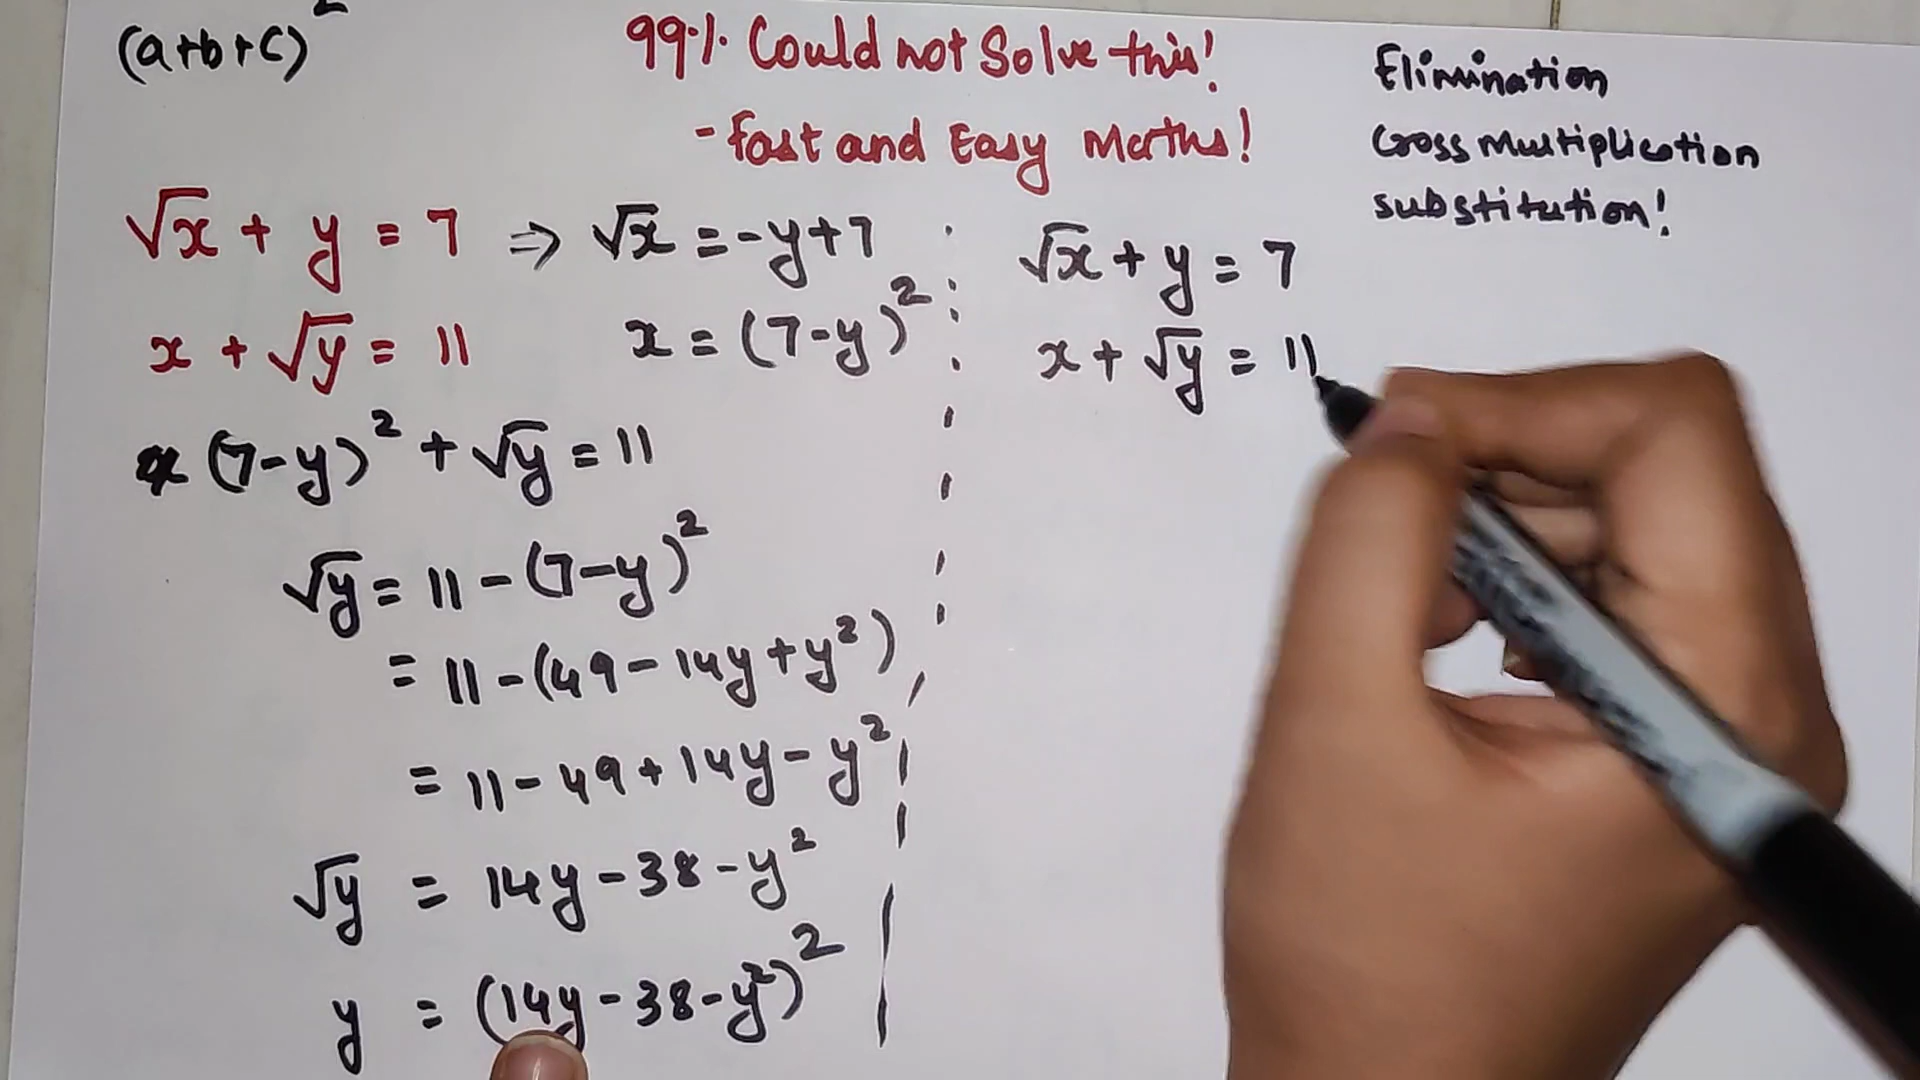 (a+b+c)²
99.1. Could not Solve this!
- fast and Easy Maths!
Elimination
Cross Multiplication
substitution!
√x + y = 7 ⇒ √x = -y+7
x + √y = 11 x = (7-y)²
(7-y)² + √y = 11
√y = 11 - (7-y)²
= 11 - (49 - 14y + y²)
= 11 - 49 + 14y - y²
√y = 14y - 38 - y²
y = (14y - 38 - y²)²
√x + y = 7
x + √y = 11